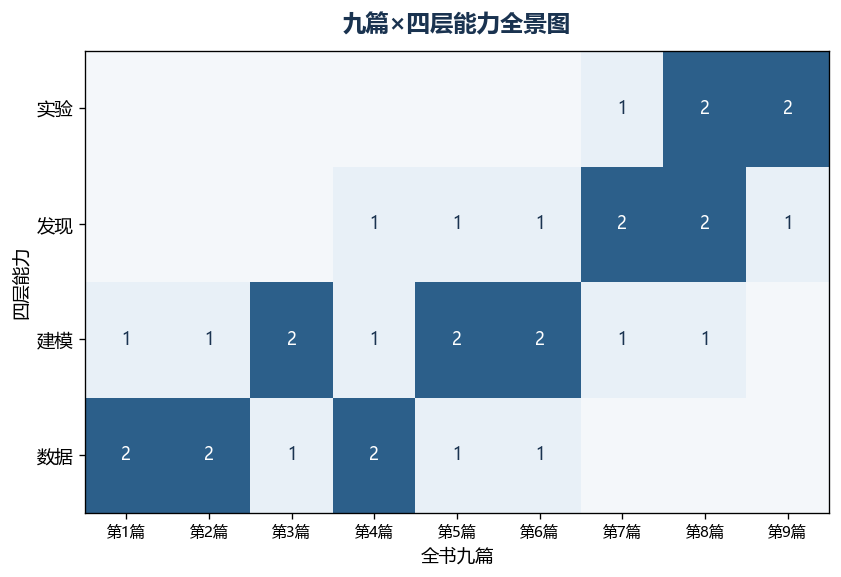 九篇×四层能力全景图
实验 1 2 2
发现 1 1 1 2 2 1
四层能力
建模 1 1 2 1 2 2 1 1
数据 2 2 1 2 1 1
第1篇 第2篇 第3篇 第4篇 第5篇 第6篇 第7篇 第8篇 第9篇
全书九篇